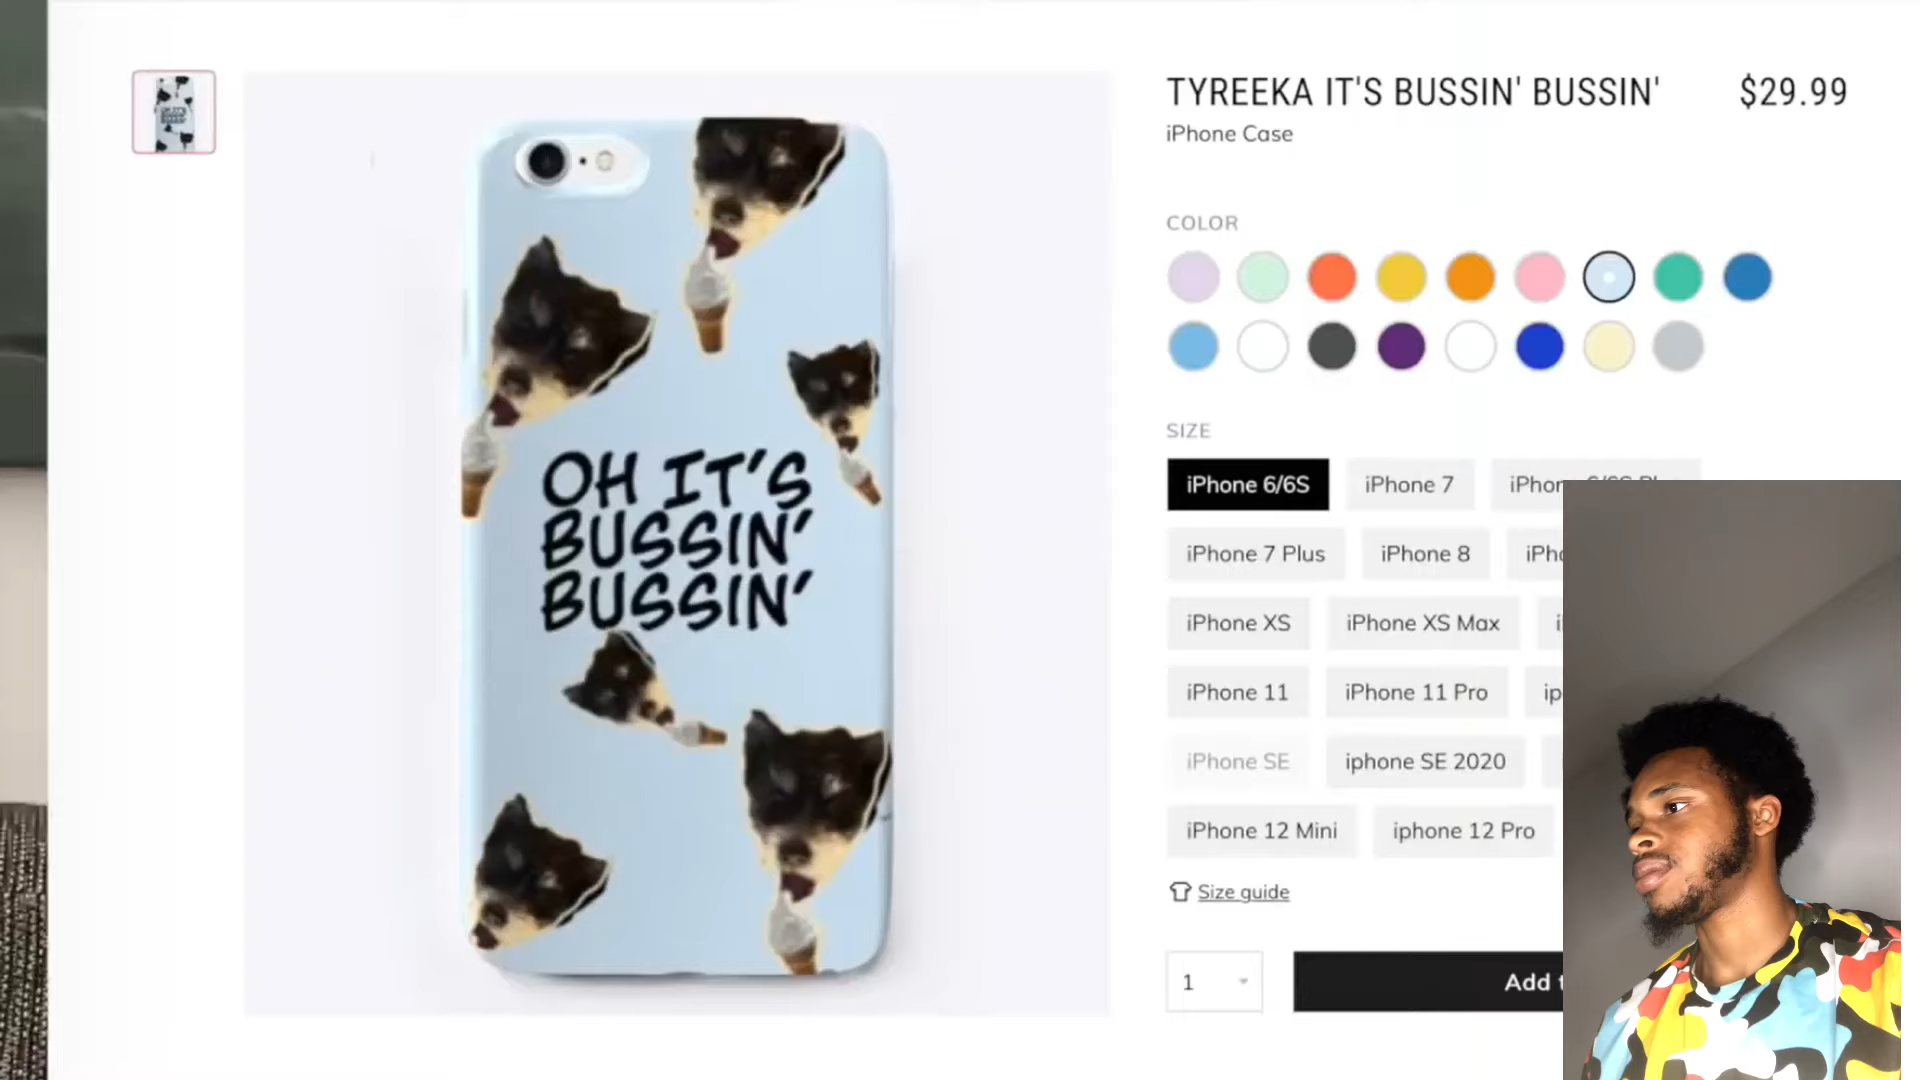 TYREEKA IT'S BUSSIN' BUSSIN' $29.99
iPhone Case
COLOR
OH IT'S
BUSSIN'
BUSSIN'
SIZE
iPhone 6/6S iPhone 7
iPhone 7 Plus iPhone 8
iPhone XS iPhone XS Max
iPhone 11 iPhone 11 Pro
iPhone SE iphone SE 2020
iPhone 12 Mini iphone 12 Pro
Size guide
1 Add